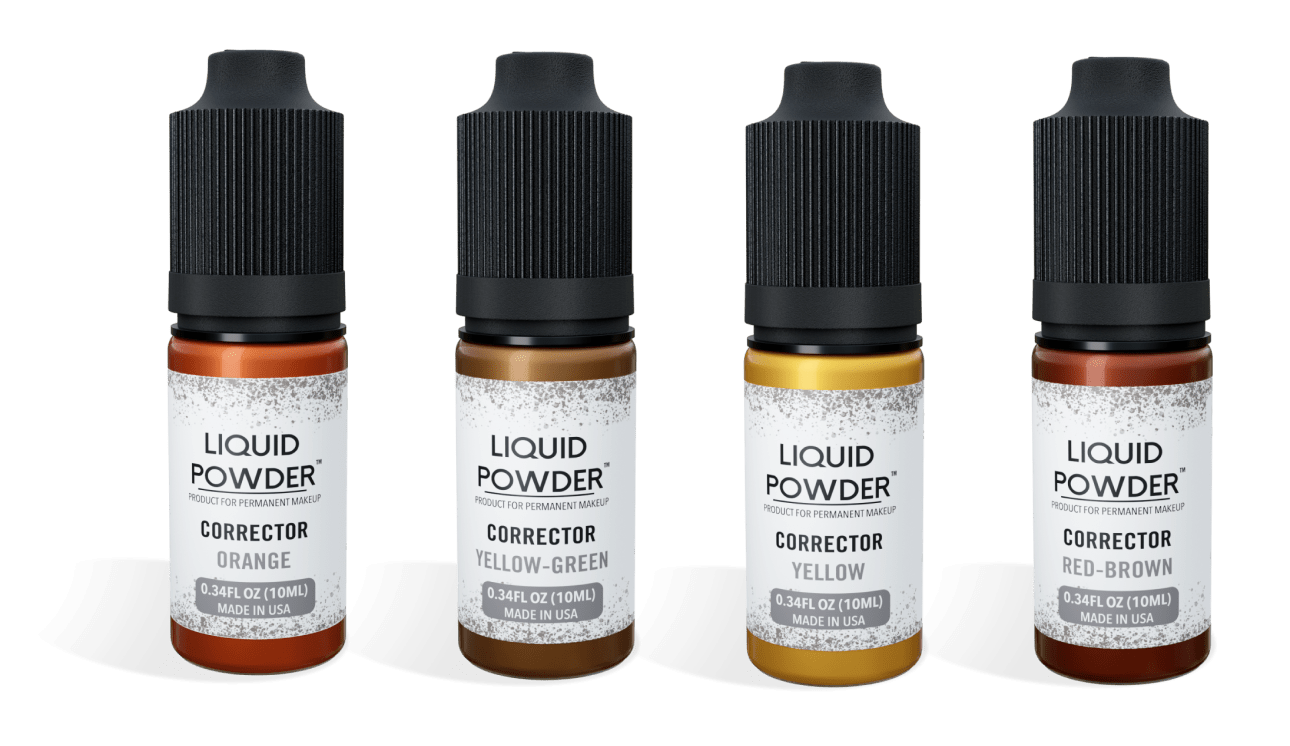 LIQUID
POWDER™
PRODUCT FOR PERMANENT MAKEUP
CORRECTOR
ORANGE
0.34FL OZ (10ML)
MADE IN USA
LIQUID
POWDER™
PRODUCT FOR PERMANENT MAKEUP
CORRECTOR
YELLOW-GREEN
0.34FL OZ (10ML)
MADE IN USA
LIQUID
POWDER™
PRODUCT FOR PERMANENT MAKEUP
CORRECTOR
YELLOW
0.34FL OZ (10ML)
MADE IN USA
LIQUID
POWDER™
PRODUCT FOR PERMANENT MAKEUP
CORRECTOR
RED-BROWN
0.34FL OZ (10ML)
MADE IN USA